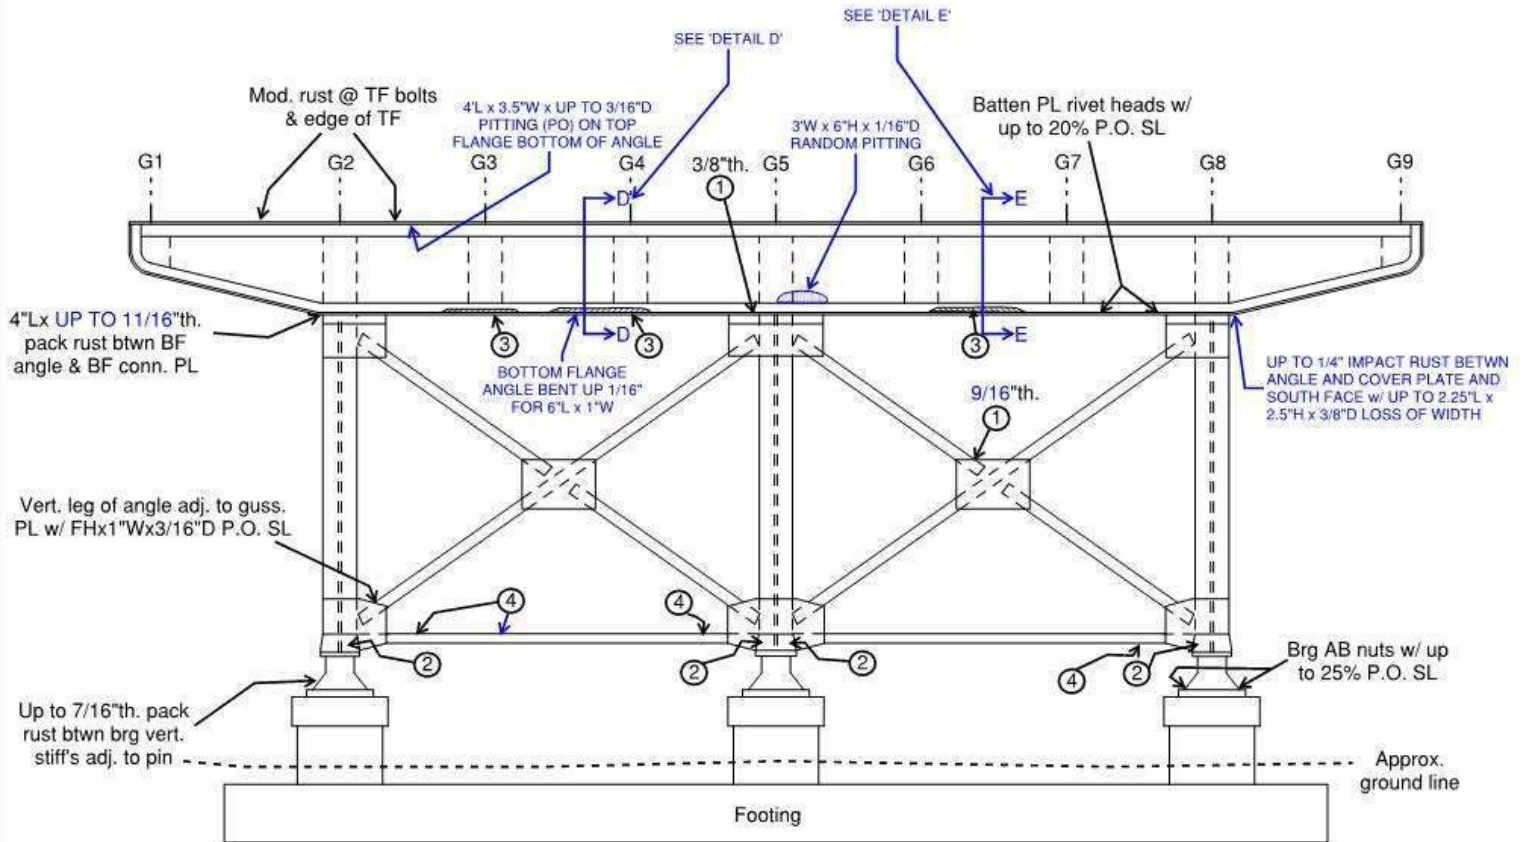 SEE 'DETAIL E'
SEE 'DETAIL D'
Mod. rust @ TF bolts
& edge of TF
4'L x 3.5"W x UP TO 3/16"D
PITTING (PO) ON TOP
FLANGE BOTTOM OF ANGLE
3'W x 6"H x 1/16"D
RANDOM PITTING
Batten PL rivet heads w/
up to 20% P.O. SL
G1
G2
G3
G4
3/8"th.
1
G5
G6
G7
G8
G9
D
E
4"Lx UP TO 11/16"th.
pack rust btwn BF
angle & BF conn. PL
3
3
D
3
E
BOTTOM FLANGE
ANGLE BENT UP 1/16"
FOR 6"L x 1"W
UP TO 1/4" IMPACT RUST BETWN
ANGLE AND COVER PLATE AND
SOUTH FACE w/ UP TO 2.25"L x
2.5"H x 3/8"D LOSS OF WIDTH
9/16"th.
1
Vert. leg of angle adj. to guss.
PL w/ FHx1"Wx3/16"D P.O. SL
4
4
2
2
2
4
2
Brg AB nuts w/ up
to 25% P.O. SL
Up to 7/16"th. pack
rust btwn brg vert.
stiff's adj. to pin
Approx.
ground line
Footing